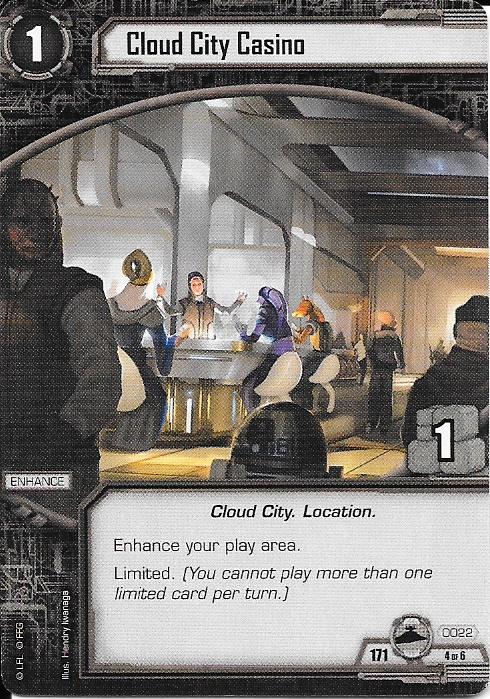 1
Cloud City Casino
1
ENHANCE
Cloud City. Location.
Enhance your play area.
Limited. (You cannot play more than one
limited card per turn.)
© LFL © FFG
Illus. Hendry Iwanaga
171
0022
4 OF 6